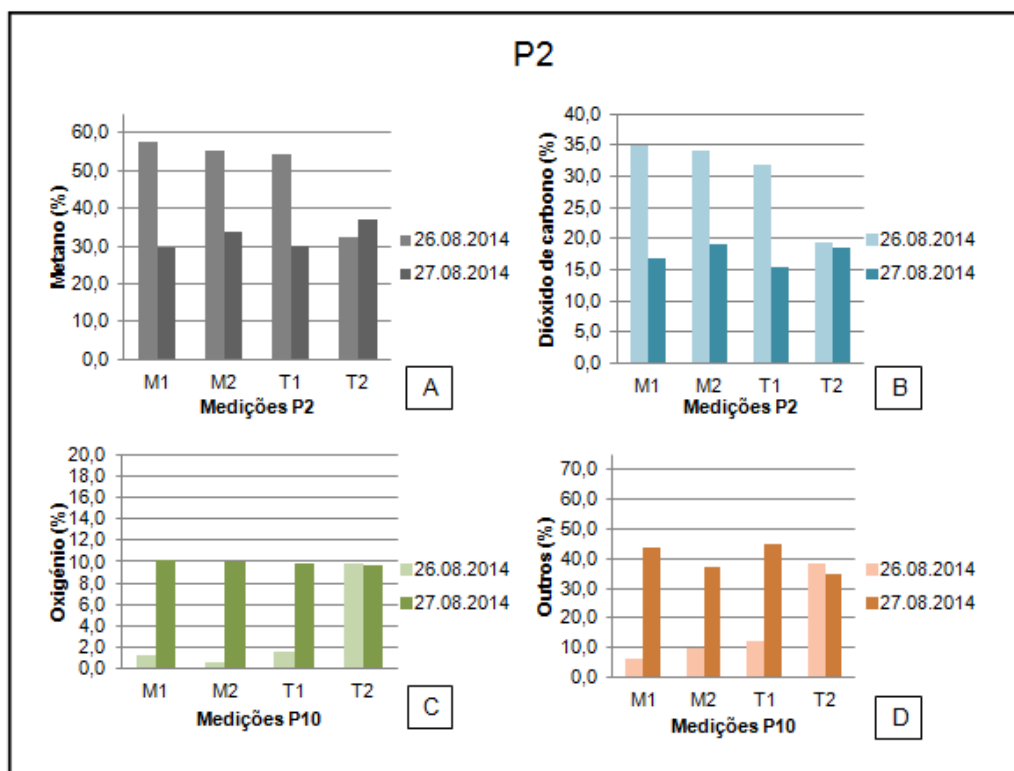 P2
60,0
50,0
40,0
30,0
20,0
10,0
0,0
Metano (%)
M1 M2 T1 T2
Medições P2
26.08.2014
27.08.2014
A
40,0
35,0
30,0
25,0
20,0
15,0
10,0
5,0
0,0
Dióxido de carbono (%)
M1 M2 T1 T2
Medições P2
26.08.2014
27.08.2014
B
20,0
18,0
16,0
14,0
12,0
10,0
8,0
6,0
4,0
2,0
0,0
Oxigénio (%)
M1 M2 T1 T2
Medições P10
26.08.2014
27.08.2014
C
70,0
60,0
50,0
40,0
30,0
20,0
10,0
0,0
Outros (%)
M1 M2 T1 T2
Medições P10
26.08.2014
27.08.2014
D